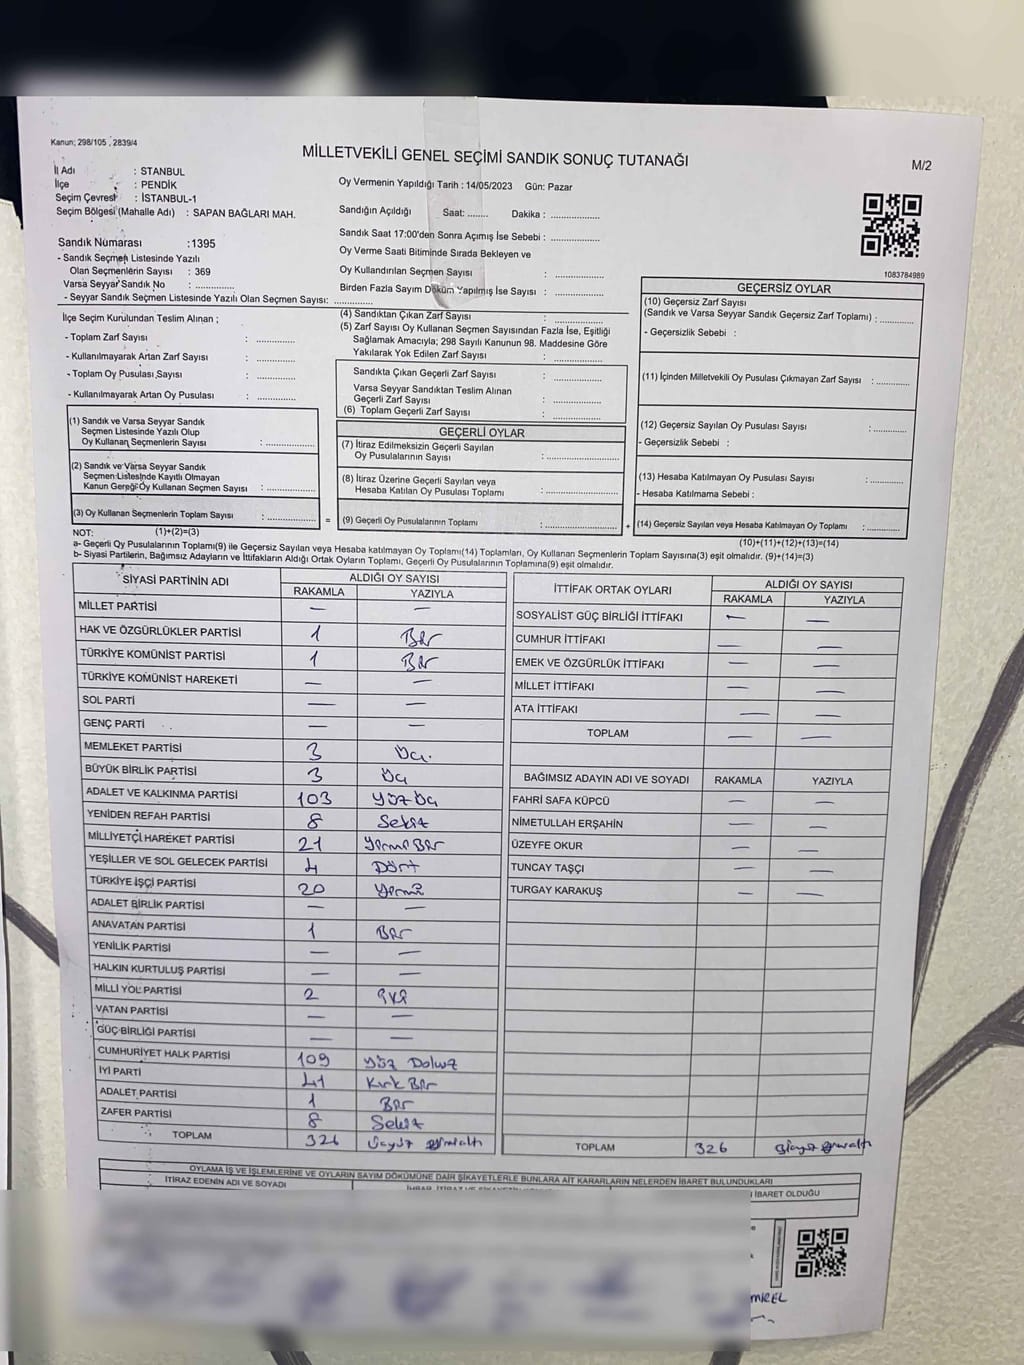 Kanun; 298/105 , 2839/4
MİLLETVEKİLİ GENEL SEÇİMİ SANDIK SONUÇ TUTANAĞI
M/2
İl Adı : STANBUL
İlçe : PENDİK
Seçim Çevresi : İSTANBUL-1
Seçim Bölgesi (Mahalle Adı) : SAPAN BAĞLARI MAH.
Oy Vermenin Yapıldığı Tarih : 14/05/2023 Gün: Pazar
Sandığın Açıldığı Saat: ........ Dakika : ..................
Sandık Saat 17:00'den Sonra Açımış İse Sebebi : ..................
Oy Verme Saati Bitiminde Sırada Bekleyen ve
Oy Kullandırılan Seçmen Sayısı : ..................
Birden Fazla Sayım Döküm Yapılmış İse Sayısı : ..................
Sandık Numarası :1395
- Sandık Seçmen Listesinde Yazılı
Olan Seçmenlerin Sayısı : 369
Varsa Seyyar Sandık No : ..............
- Seyyar Sandık Seçmen Listesinde Yazılı Olan Seçmen Sayısı: ..............
1083784989
İlçe Seçim Kurulundan Teslim Alınan ;
- Toplam Zarf Sayısı : ..............
- Kullanılmayarak Artan Zarf Sayısı : ..............
- Toplam Oy Pusulası Sayısı : ..............
- Kullanılmayarak Artan Oy Pusulası : ..............
(4) Sandıktan Çıkan Zarf Sayısı : ..................
(5) Zarf Sayısı Oy Kullanan Seçmen Sayısından Fazla İse, Eşitliği
Sağlamak Amacıyla; 298 Sayılı Kanunun 98. Maddesine Göre
Yakılarak Yok Edilen Zarf Sayısı : ..................
Sandıkta Çıkan Geçerli Zarf Sayısı : ..................
Varsa Seyyar Sandıktan Teslim Alınan
Geçerli Zarf Sayısı : ..................
(6) Toplam Geçerli Zarf Sayısı : ..................
GEÇERSİZ OYLAR
(10) Geçersiz Zarf Sayısı
(Sandık ve Varsa Seyyar Sandık Geçersiz Zarf Toplamı) : ............
- Geçersizlik Sebebi :
(11) İçinden Milletvekili Oy Pusulası Çıkmayan Zarf Sayısı : ............
(12) Geçersiz Sayılan Oy Pusulası Sayısı : ............
- Geçersizlik Sebebi :
(13) Hesaba Katılmayan Oy Pusulası Sayısı : ............
- Hesaba Katılmama Sebebi :
(14) Geçersiz Sayılan veya Hesaba Katılmayan Oy Toplamı : ............
(1) Sandık ve Varsa Seyyar Sandık
Seçmen Listesinde Yazılı Olup
Oy Kullanan Seçmenlerin Sayısı : ..............
(2) Sandık ve Varsa Seyyar Sandık
Seçmen Listesinde Kayıtlı Olmayan
Kanun Gereği Oy Kullanan Seçmen Sayısı : ..............
(3) Oy Kullanan Seçmenlerin Toplam Sayısı : .............. =
GEÇERLİ OYLAR
(7) İtiraz Edilmeksizin Geçerli Sayılan
Oy Pusulalarının Sayısı : ..................
(8) İtiraz Üzerine Geçerli Sayılan veya
Hesaba Katılan Oy Pusulası Toplamı : ..................
(9) Geçerli Oy Pusulalarının Toplamı : .................. +
NOT: (1)+(2)=(3)
(10)+(11)+(12)+(13)=(14)
a- Geçerli Oy Pusulalarının Toplamı(9) ile Geçersiz Sayılan veya Hesaba katılmayan Oy Toplamı(14) Toplamları, Oy Kullanan Seçmenlerin Toplam Sayısına(3) eşit olmalıdır. (9)+(14)=(3)
b- Siyasi Partilerin, Bağımsız Adayların ve İttifakların Aldığı Ortak Oyların Toplamı, Geçerli Oy Pusulalarının Toplamına(9) eşit olmalıdır.
SİYASİ PARTİNİN ADI ALDIĞI OY SAYISI
RAKAMLA YAZIYLA
MİLLET PARTİSİ — —
HAK VE ÖZGÜRLÜKLER PARTİSİ 1 Bir
TÜRKİYE KOMÜNİST PARTİSİ 1 Bir
TÜRKİYE KOMÜNİST HAREKETİ — —
SOL PARTİ — —
GENÇ PARTİ — —
MEMLEKET PARTİSİ 3 Üç.
BÜYÜK BİRLİK PARTİSİ 3 Üç
ADALET VE KALKINMA PARTİSİ 103 Yüz Üç
YENİDEN REFAH PARTİSİ 8 Sekiz
MİLLİYETÇİ HAREKET PARTİSİ 21 Yirmi Bir
YEŞİLLER VE SOL GELECEK PARTİSİ 4 Dört
TÜRKİYE İŞÇİ PARTİSİ 20 Yirmi
ADALET BİRLİK PARTİSİ — —
ANAVATAN PARTİSİ 1 Bir
YENİLİK PARTİSİ — —
HALKIN KURTULUŞ PARTİSİ — —
MİLLİ YOL PARTİSİ 2 iki
VATAN PARTİSİ — —
GÜÇ BİRLİĞİ PARTİSİ — —
CUMHURİYET HALK PARTİSİ 109 Yüz Dokuz
İYİ PARTİ 41 Kırk Bir
ADALET PARTİSİ 1 Bir
ZAFER PARTİSİ 8 Sekiz
TOPLAM 326 Üçyüz yirmialtı
İTTİFAK ORTAK OYLARI ALDIĞI OY SAYISI
RAKAMLA YAZIYLA
SOSYALİST GÜÇ BİRLİĞİ İTTİFAKI — —
CUMHUR İTTİFAKI — —
EMEK VE ÖZGÜRLÜK İTTİFAKI — —
MİLLET İTTİFAKI — —
ATA İTTİFAKI — —
TOPLAM — —
BAĞIMSIZ ADAYIN ADI VE SOYADI RAKAMLA YAZIYLA
FAHRİ SAFA KÜPCÜ — —
NİMETULLAH ERŞAHİN — —
ÜZEYFE OKUR — —
TUNCAY TAŞÇI — —
TURGAY KARAKUŞ — —
TOPLAM 326
OYLAMA İŞ VE İŞLEMLERİNE VE OYLARIN SAYIM DÖKÜMÜNE DAİR ŞİKAYETLERLE BUNLARA AİT KARARLARIN NELERDEN İBARET BULUNDUKLARI
İTİRAZ EDENİN ADI VE SOYADI
İBARET OLDUĞU
MİREL